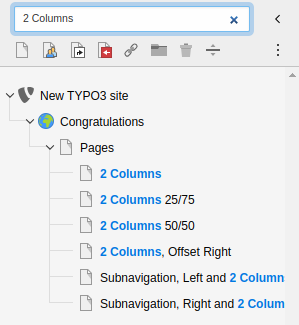 2 Columns
New TYPO3 site
Congratulations
Pages
2 Columns
2 Columns 25/75
2 Columns 50/50
2 Columns, Offset Right
Subnavigation, Left and 2 Column
Subnavigation, Right and 2 Colum